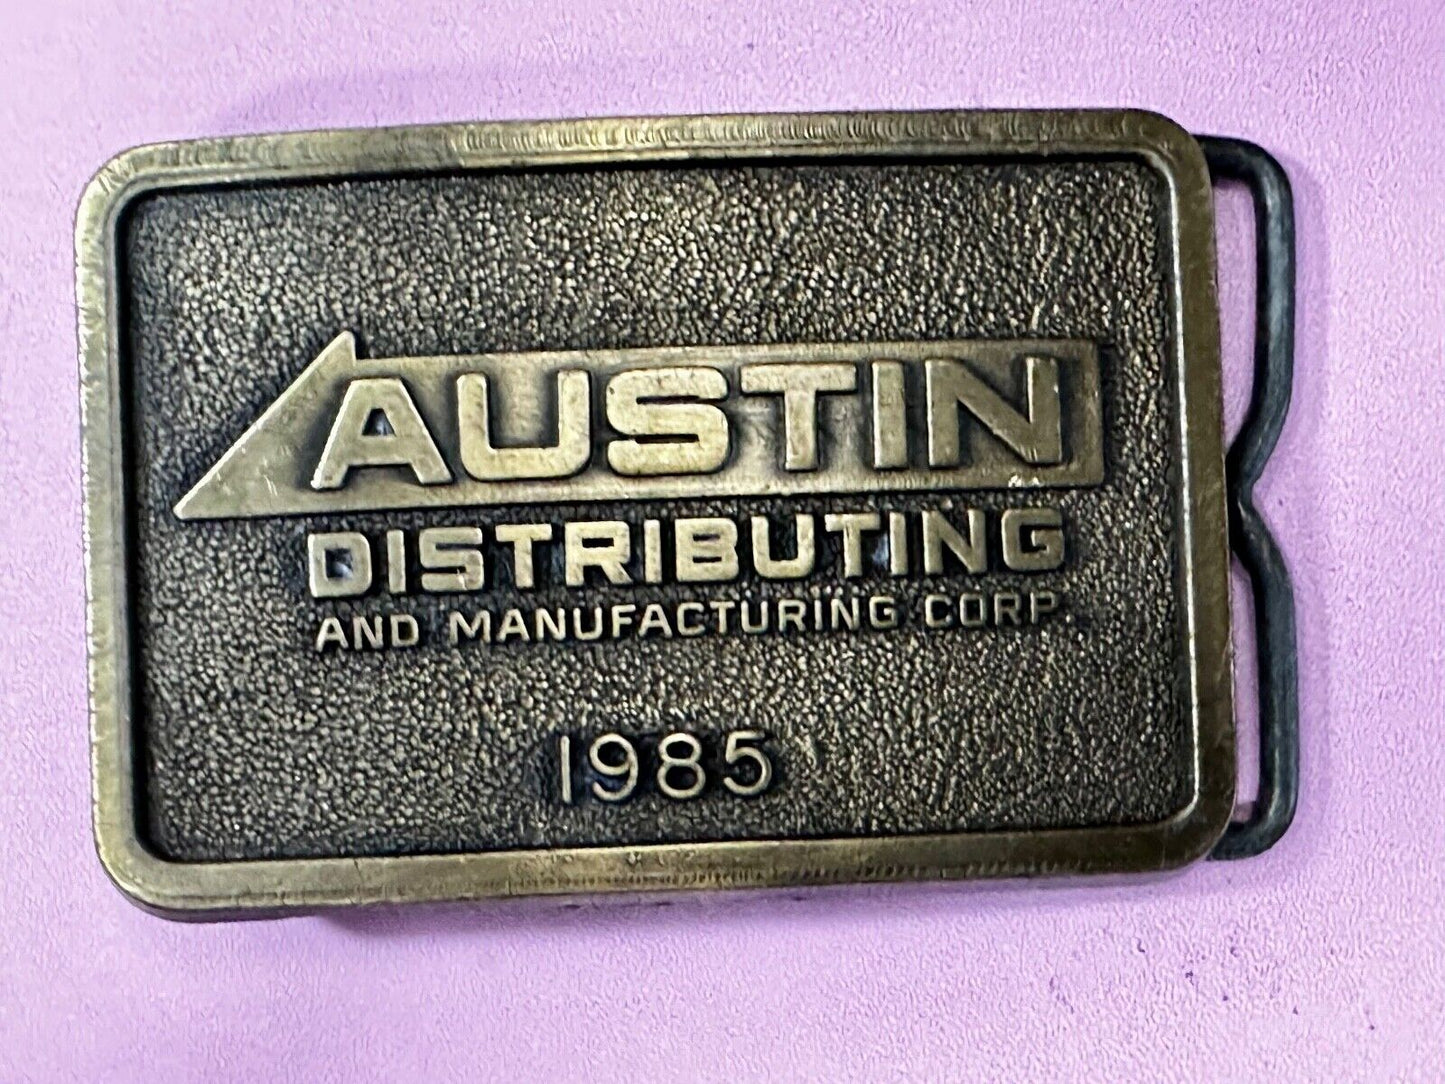 AUSTIN
DISTRIBUTING
AND MANUFACTURING CORP.
1985